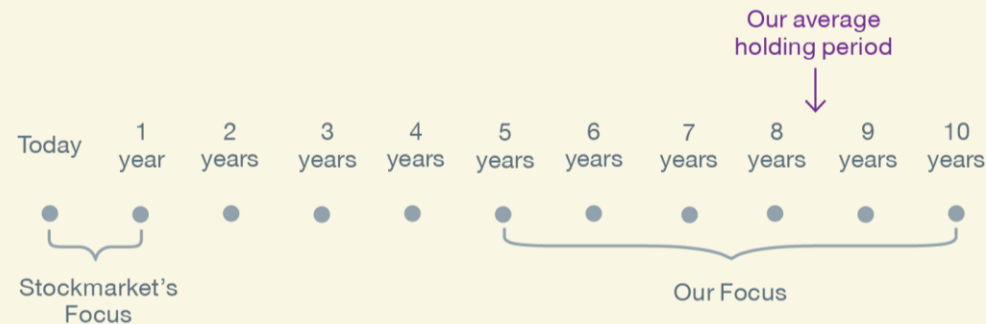 Our average
holding period
Today
1
year
2
years
3
years
4
years
5
years
6
years
7
years
8
years
9
years
10
years
Stockmarket's
Focus
Our Focus